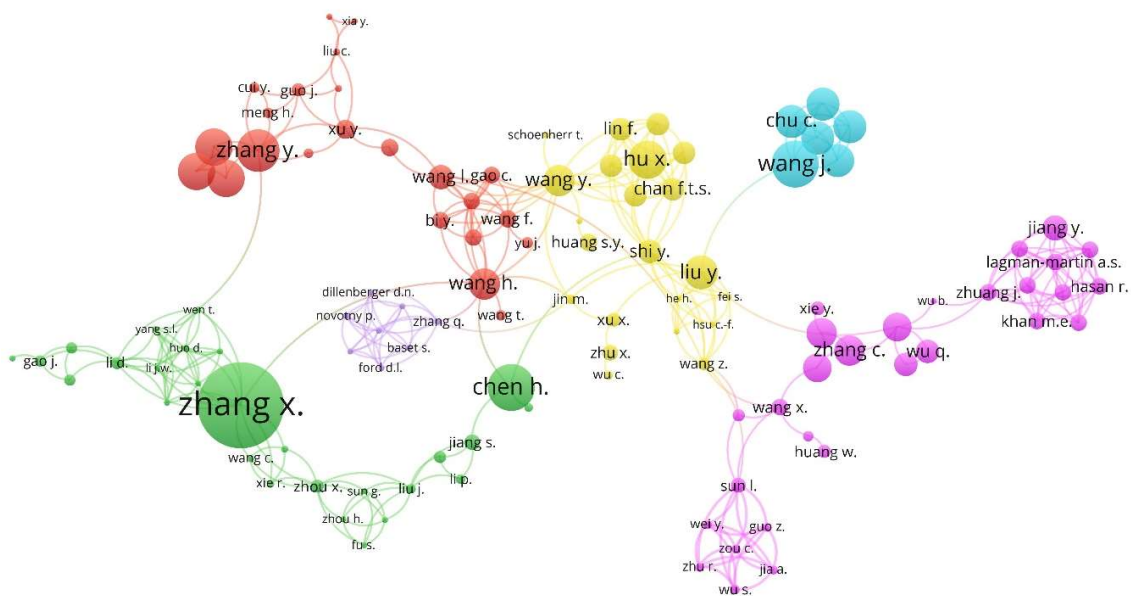 xia y.
liu c.
cui y.
guo j.
meng h.
xu y.
zhang y.
schoenherr t.
lin f.
hu x.
chan f.t.s.
chu c.
wang j.
wang l.
gao c.
wang y.
bi y.
wang f.
yu j.
huang s.y.
shi y.
liu y.
wang h.
jiang y.
lagman-martin a.s.
hasan r.
zhuang j.
khan m.e.
wu b.
dillenberger d.n.
novotny p.
zhang q.
baset s.
ford d.l.
wang t.
jin m.
he h.
fei s.
hsu c.-f.
xu x.
zhu x.
wu c.
wang z.
xie y.
zhang c.
wu q.
wen t.
yang s.l.
huo d.
li j.w.
gao j.
li d.
zhang x.
chen h.
wang x.
huang w.
wang c.
xie r.
zhou x.
sun g.
liu j.
jiang s.
li p.
zhou h.
fu s.
sun l.
wei y.
guo z.
zou c.
zhu r.
jia a.
wu s.